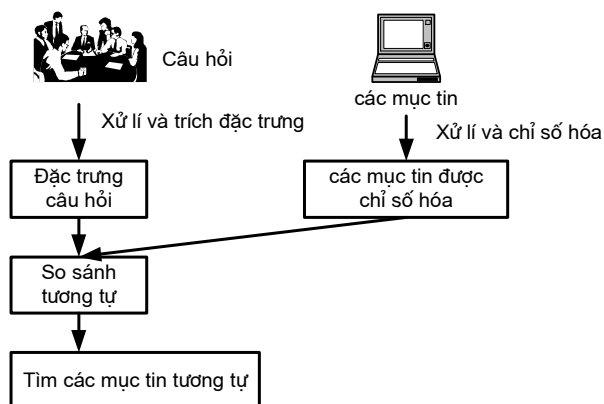 Câu hỏi
các mục tin
Xử lí và trích đặc trưng
Xử lí và chỉ số hóa
Đặc trưng
câu hỏi
các mục tin được
chỉ số hóa
So sánh
tương tự
Tìm các mục tin tương tự